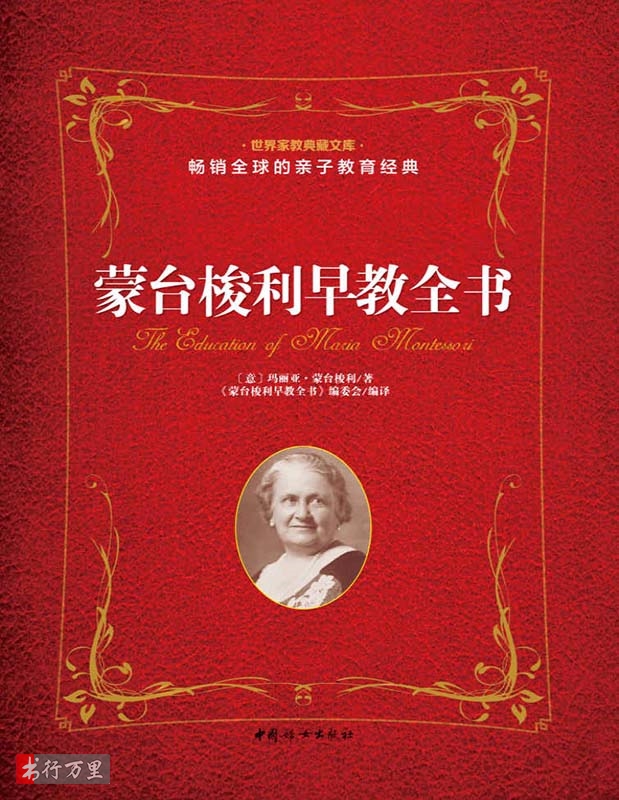 ·世界家教典藏文库·
畅销全球的亲子教育经典
蒙台梭利早教全书
The Education of Maria Montessori
〔意〕玛丽亚·蒙台梭利/著
《蒙台梭利早教全书》编委会/编译
中国妇女出版社
书行万里